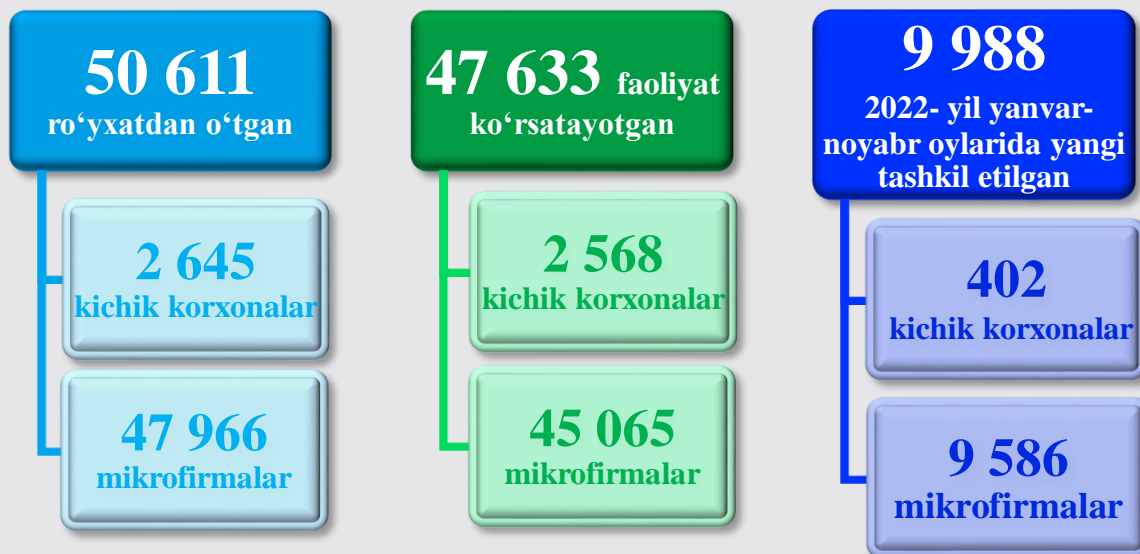 50 611
ro‘yxatdan o‘tgan
2 645
kichik korxonalar
47 966
mikrofirmalar
47 633 faoliyat
ko‘rsatayotgan
2 568
kichik korxonalar
45 065
mikrofirmalar
9 988
2022- yil yanvar-
noyabr oylarida yangi
tashkil etilgan
402
kichik korxonalar
9 586
mikrofirmalar